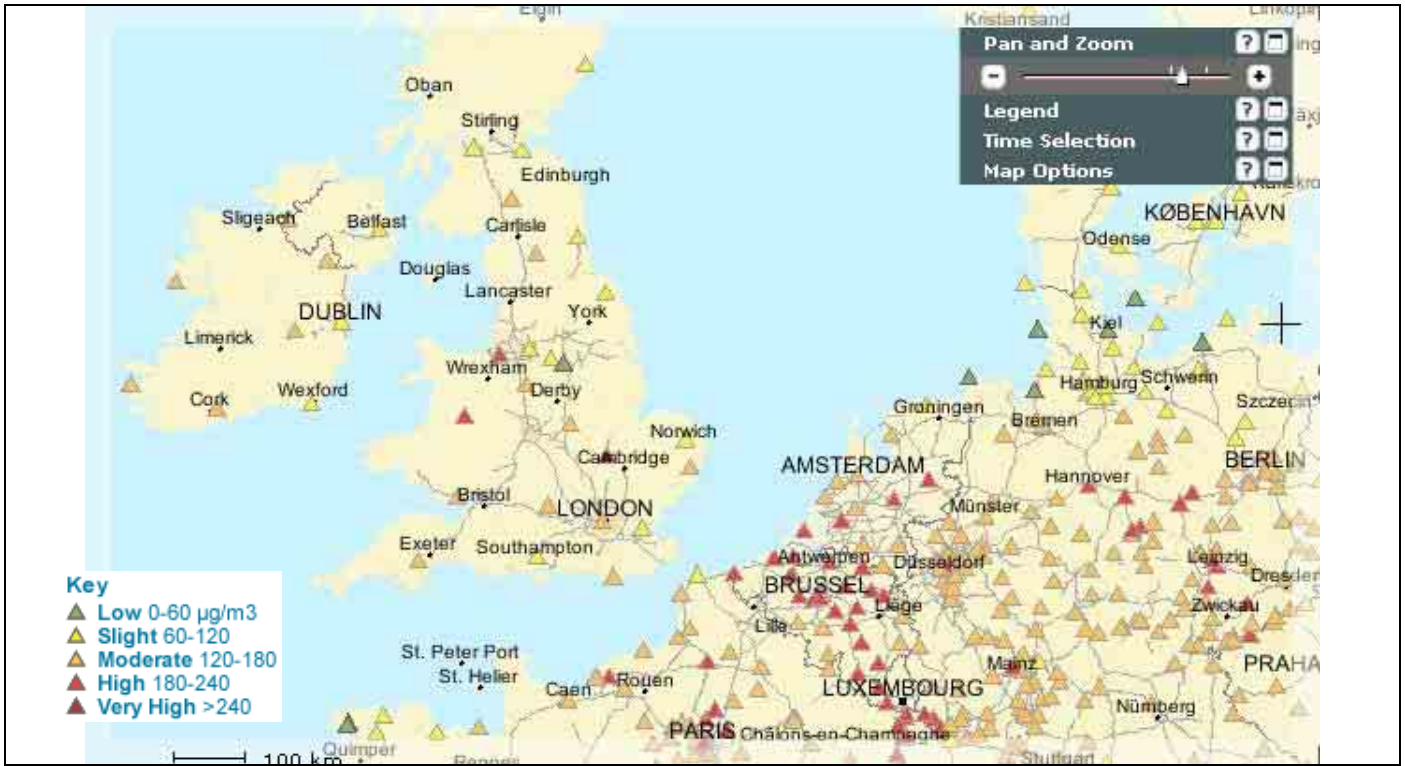 Elgin
Kristiansand
Pan and Zoom ?
- +
Legend ?
Time Selection ?
Map Options ?
Oban
Stirling
Edinburgh
Sligeach
Belfast
Carlisle
KØBENHAVN
Odense
Douglas
Lancaster
DUBLIN
York
Limerick
Kiel
Wrexham
Derby
Hamburg
Schwerin
Cork
Wexford
Groningen
Bremen
Szczecin
Norwich
Cambridge
AMSTERDAM
Hannover
BERLIN
Bristol
LONDON
Münster
Exeter
Southampton
Antwerpen
Düsseldorf
Leipzig
BRUSSEL
Dresden
Liège
Zwickau
Lille
Key
Low 0-60 µg/m3
Slight 60-120
Moderate 120-180
High 180-240
Very High >240
St. Peter Port
St. Helier
Caen
Rouen
Mainz
PRAHA
LUXEMBOURG
Nürnberg
PARIS
Châlons-en-Champagne
Quimper
100 km
Rennes
Stuttgart